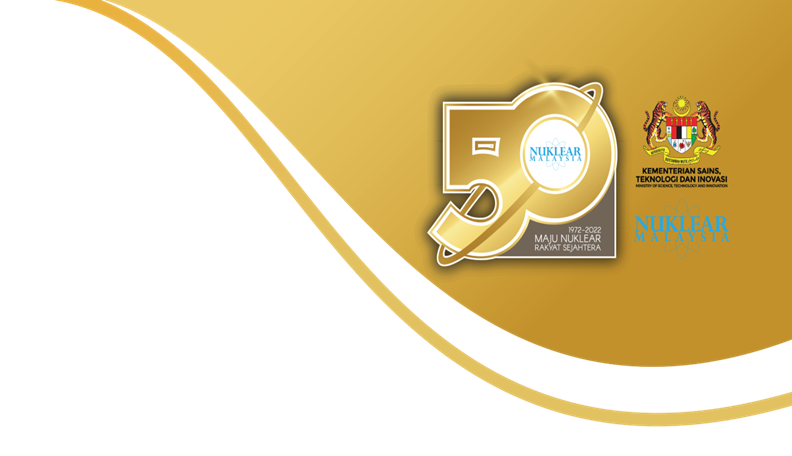 50
NUKLEAR
MALAYSIA
1972-2022
MAJU NUKLEAR
RAKYAT SEJAHTERA
KEMENTERIAN SAINS,
TEKNOLOGI DAN INOVASI
MINISTRY OF SCIENCE, TECHNOLOGY AND INNOVATION
NUKLEAR
MALAYSIA